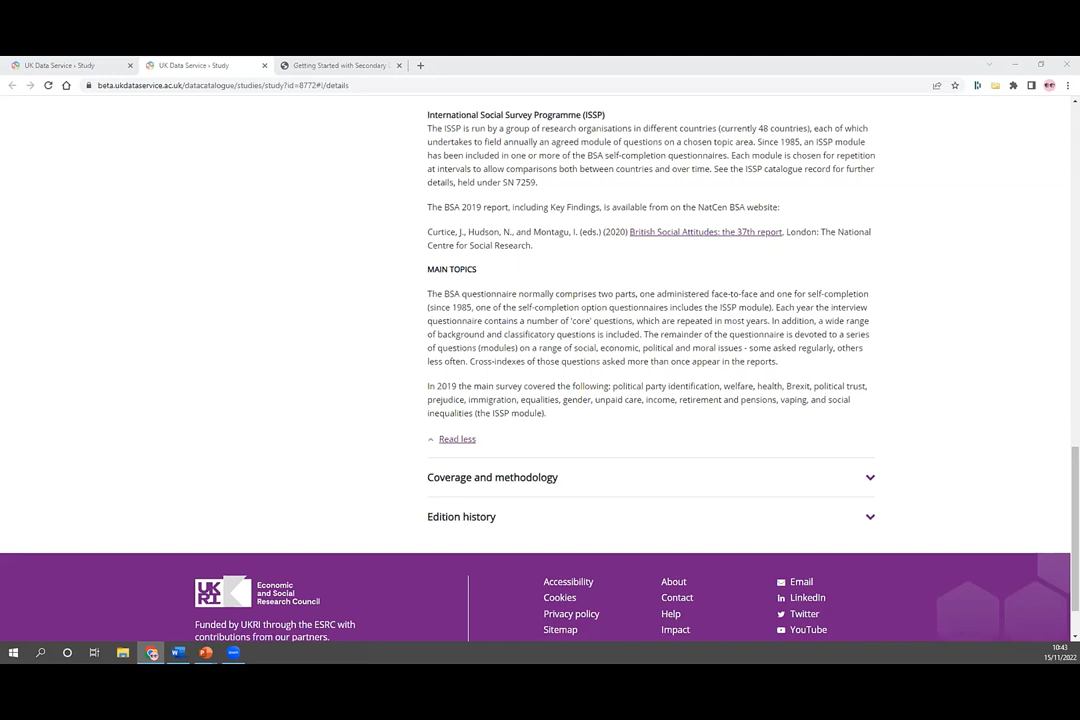 UK Data Service › Study
UK Data Service › Study
Getting Started with Secondary
beta.ukdataservice.ac.uk/datacatalogue/studies/study?id=8772#!/details
International Social Survey Programme (ISSP)
The ISSP is run by a group of research organisations in different countries (currently 48 countries), each of which
undertakes to field annually an agreed module of questions on a chosen topic area. Since 1985, an ISSP module
has been included in one or more of the BSA self-completion questionnaires. Each module is chosen for repetition
at intervals to allow comparisons both between countries and over time. See the ISSP catalogue record for further
details, held under SN 7259.
The BSA 2019 report, including Key Findings, is available from on the NatCen BSA website:
Curtice, J., Hudson, N., and Montagu, I. (eds.) (2020) British Social Attitudes: the 37th report, London: The National
Centre for Social Research.
MAIN TOPICS
The BSA questionnaire normally comprises two parts, one administered face-to-face and one for self-completion
(since 1985, one of the self-completion option questionnaires includes the ISSP module). Each year the interview
questionnaire contains a number of 'core' questions, which are repeated in most years. In addition, a wide range
of background and classificatory questions is included. The remainder of the questionnaire is devoted to a series
of questions (modules) on a range of social, economic, political and moral issues - some asked regularly, others
less often. Cross-indexes of those questions asked more than once appear in the reports.
In 2019 the main survey covered the following: political party identification, welfare, health, Brexit, political trust,
prejudice, immigration, equalities, gender, unpaid care, income, retirement and pensions, vaping, and social
inequalities (the ISSP module).
Read less
Coverage and methodology
Edition history
UK
RI
Economic
and Social
Research Council
Funded by UKRI through the ESRC with
contributions from our partners.
Accessibility
Cookies
Privacy policy
Sitemap
About
Contact
Help
Impact
Email
LinkedIn
Twitter
YouTube
10:43
15/11/2022